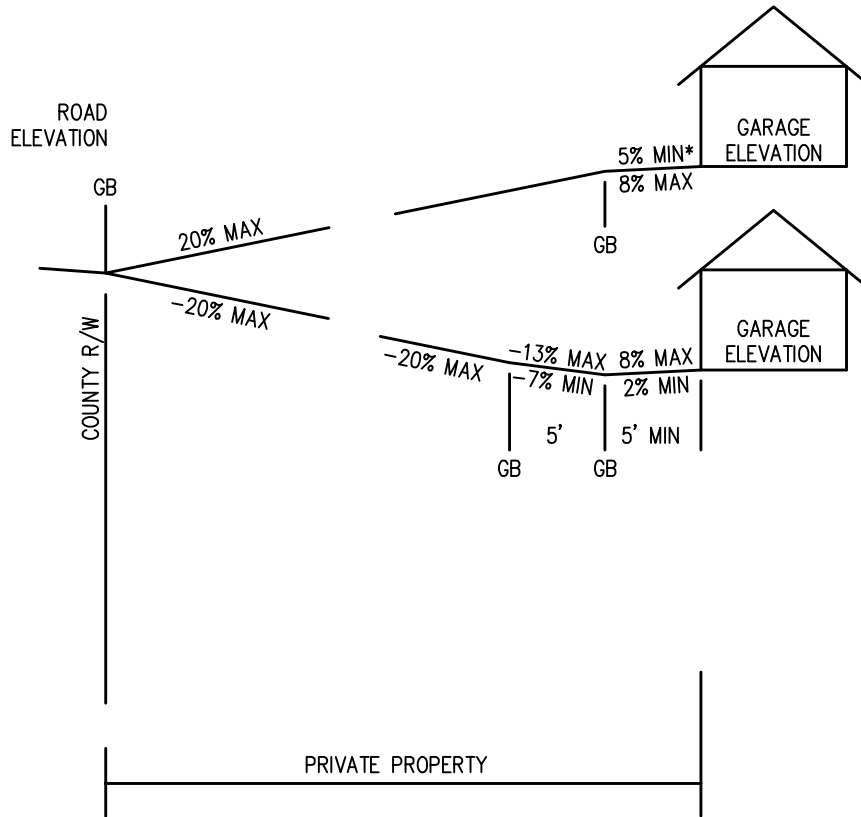 ROAD
ELEVATION
GB
20% MAX
-20% MAX
COUNTY R/W
5% MIN*
8% MAX
GB
GARAGE
ELEVATION
-20% MAX
-13% MAX
-7% MIN
8% MAX
2% MIN
GARAGE
ELEVATION
5'
5' MIN
GB
GB
PRIVATE PROPERTY